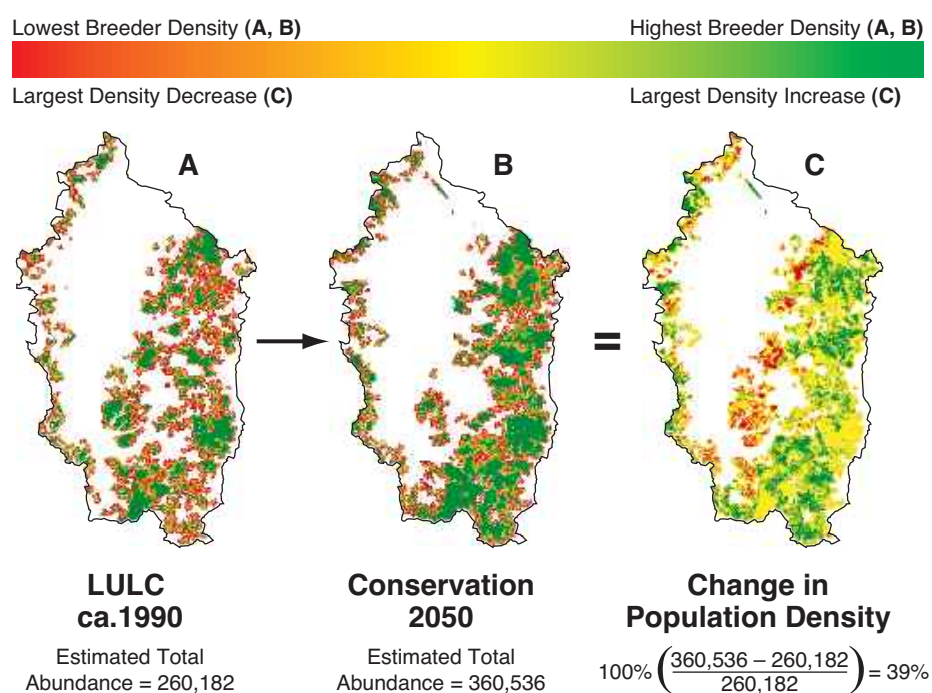 Lowest Breeder Density (A, B)
Highest Breeder Density (A, B)
Largest Density Decrease (C)
Largest Density Increase (C)
A
B
C
=
LULC
ca.1990
Estimated Total
Abundance = 260,182
Conservation
2050
Estimated Total
Abundance = 360,536
Change in
Population Density
100% (360,536 – 260,182 / 260,182) = 39%